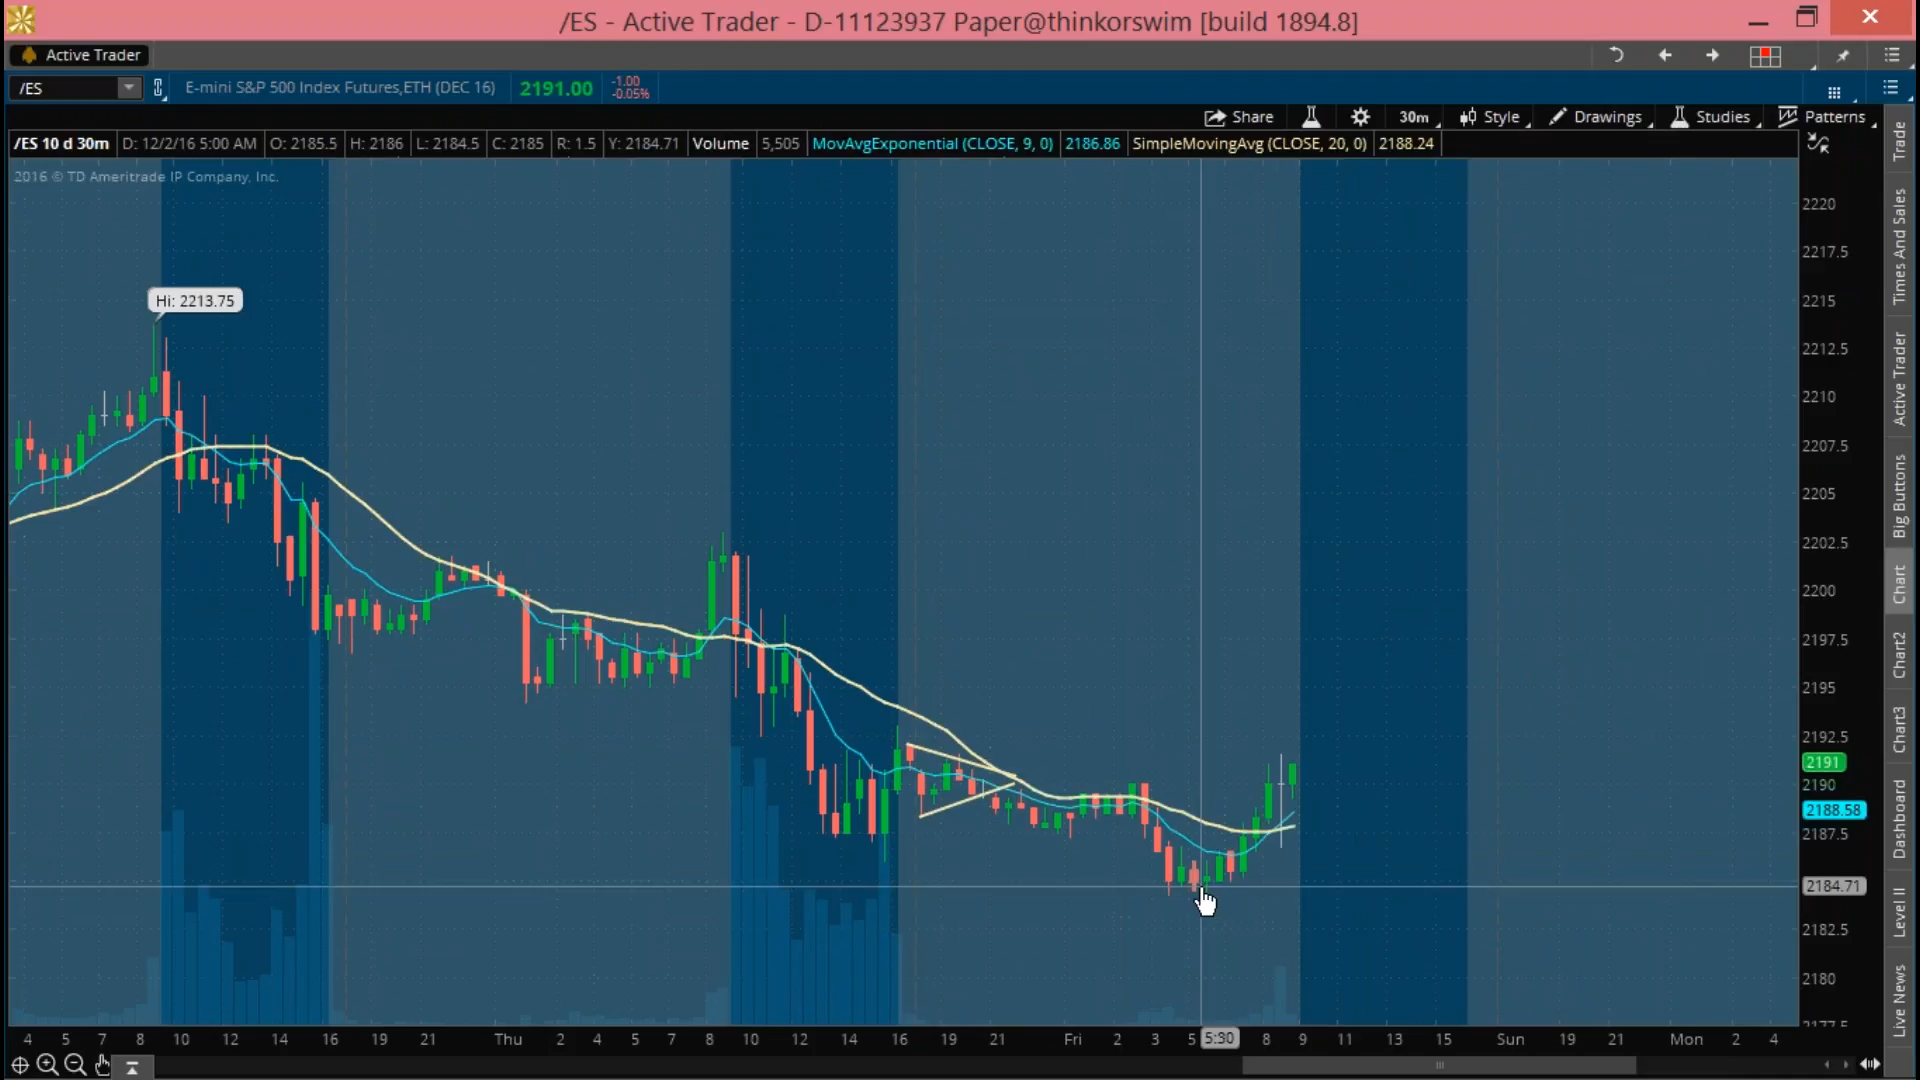 /ES - Active Trader - D-11123937 Paper@thinkorswim [build 1894.8]
Active Trader
/ES E-mini S&P 500 Index Futures,ETH (DEC 16) 2191.00 -1.00 -0.05%
Share 30m Style Drawings Studies Patterns
/ES 10 d 30m D: 12/2/16 5:00 AM O: 2185.5 H: 2186 L: 2184.5 C: 2185 R: 1.5 Y: 2184.71 Volume 5,505 MovAvgExponential (CLOSE, 9, 0) 2186.86 SimpleMovingAvg (CLOSE, 20, 0) 2188.24
2016 © TD Ameritrade IP Company, Inc.
Hi: 2213.75
2220
2217.5
2215
2212.5
2210
2207.5
2205
2202.5
2200
2197.5
2195
2192.5
2191
2190
2188.58
2187.5
2184.71
2182.5
2180
2177.5
4 5 7 8 10 12 14 16 19 21 Thu 2 4 5 7 8 10 12 14 16 19 21 Fri 2 3 5 5:30 8 9 11 13 15 Sun 19 21 Mon 2 4
Trade
Times And Sales
Active Trader
Big Buttons
Chart
Chart2
Chart3
Dashboard
Level II
Live News